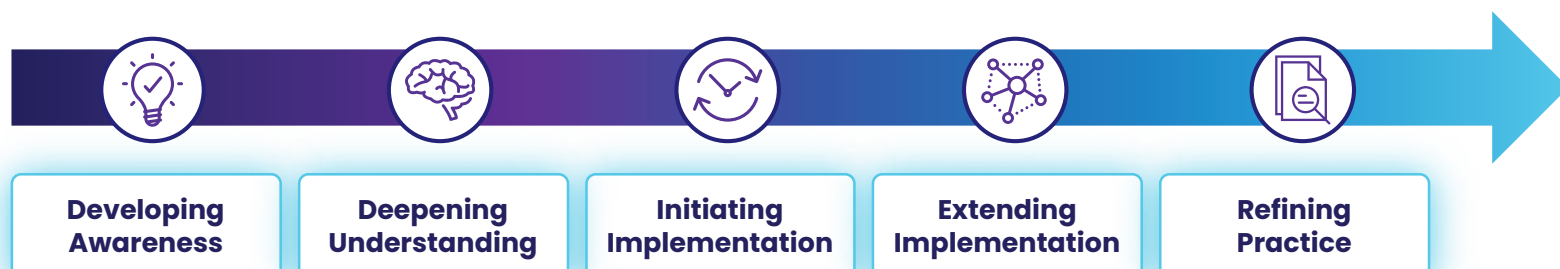 Developing
Awareness
Deepening
Understanding
Initiating
Implementation
Extending
Implementation
Refining
Practice